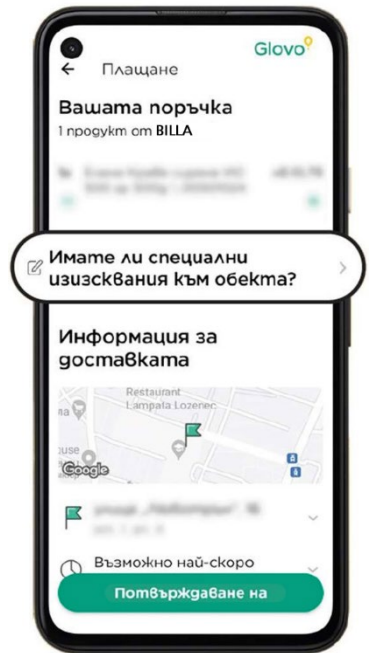 Glovo
Плащане
Вашата поръчка
1 продукт от BILLA
Имате ли специални
изизсквания към обекта?
Информация за
доставката
Restaurant
Lampata Lozenec
Google
Възможно най-скоро
Потвърждаване на